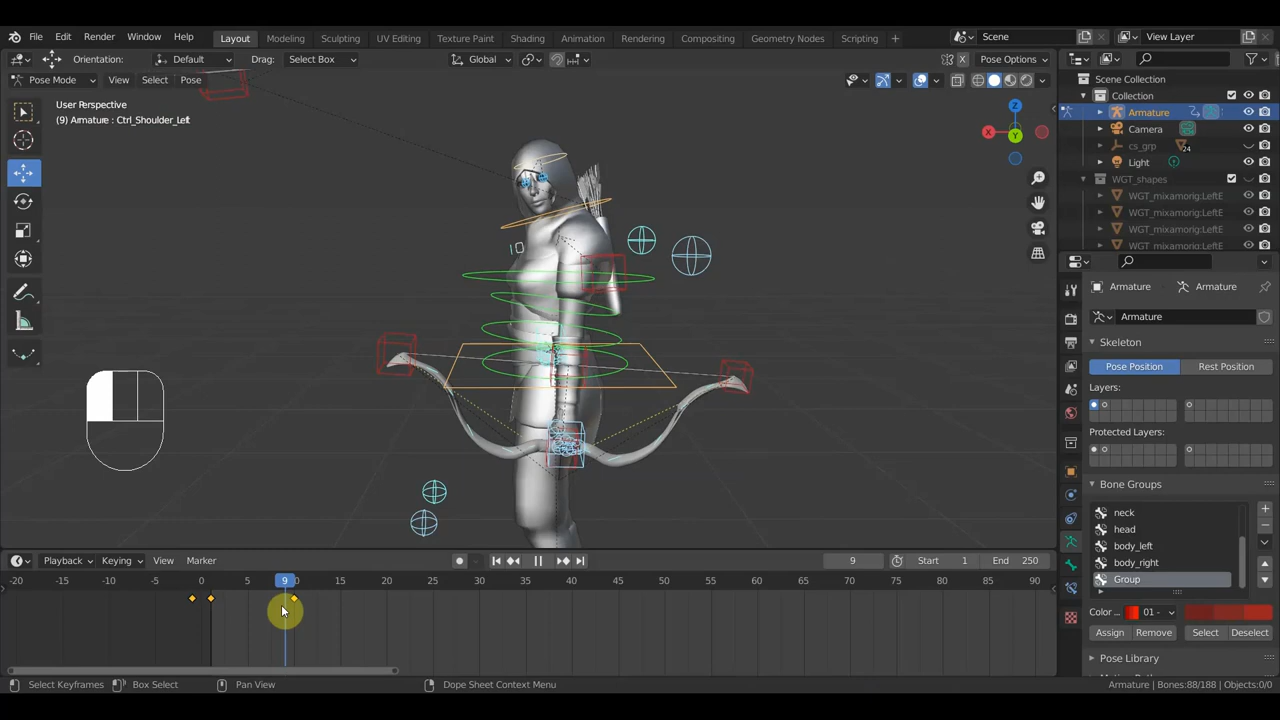 File Edit Render Window Help Layout Modeling Sculpting UV Editing Texture Paint Shading Animation Rendering Compositing Geometry Nodes Scripting + Scene View Layer
Orientation: Default Drag: Select Box Global Pose Options
Pose Mode View Select Pose
User Perspective
(9) Armature : Ctrl_Shoulder_Left
Z
X
Y
Scene Collection
Collection
Armature
Camera
cs_grp 24
Light
WGT_shapes
WGT_mixamorig:LeftE
WGT_mixamorig:LeftE
WGT_mixamorig:LeftE
WGT_mixamorig:LeftE
Armature Armature
Armature
Skeleton
Pose Position Rest Position
Layers:
Protected Layers:
Bone Groups
neck
head
body_left
body_right
Group
Color ... 01 -
Assign Remove Select Deselect
Pose Library
Playback Keying View Marker 9 Start 1 End 250
-20 -15 0 5 9 15 20 25 30 35 40 45 50 55 60 65 70 75 80 85 90
Select Keyframes Box Select Pan View Dope Sheet Context Menu Armature | Bones:88/188 | Objects:0/0